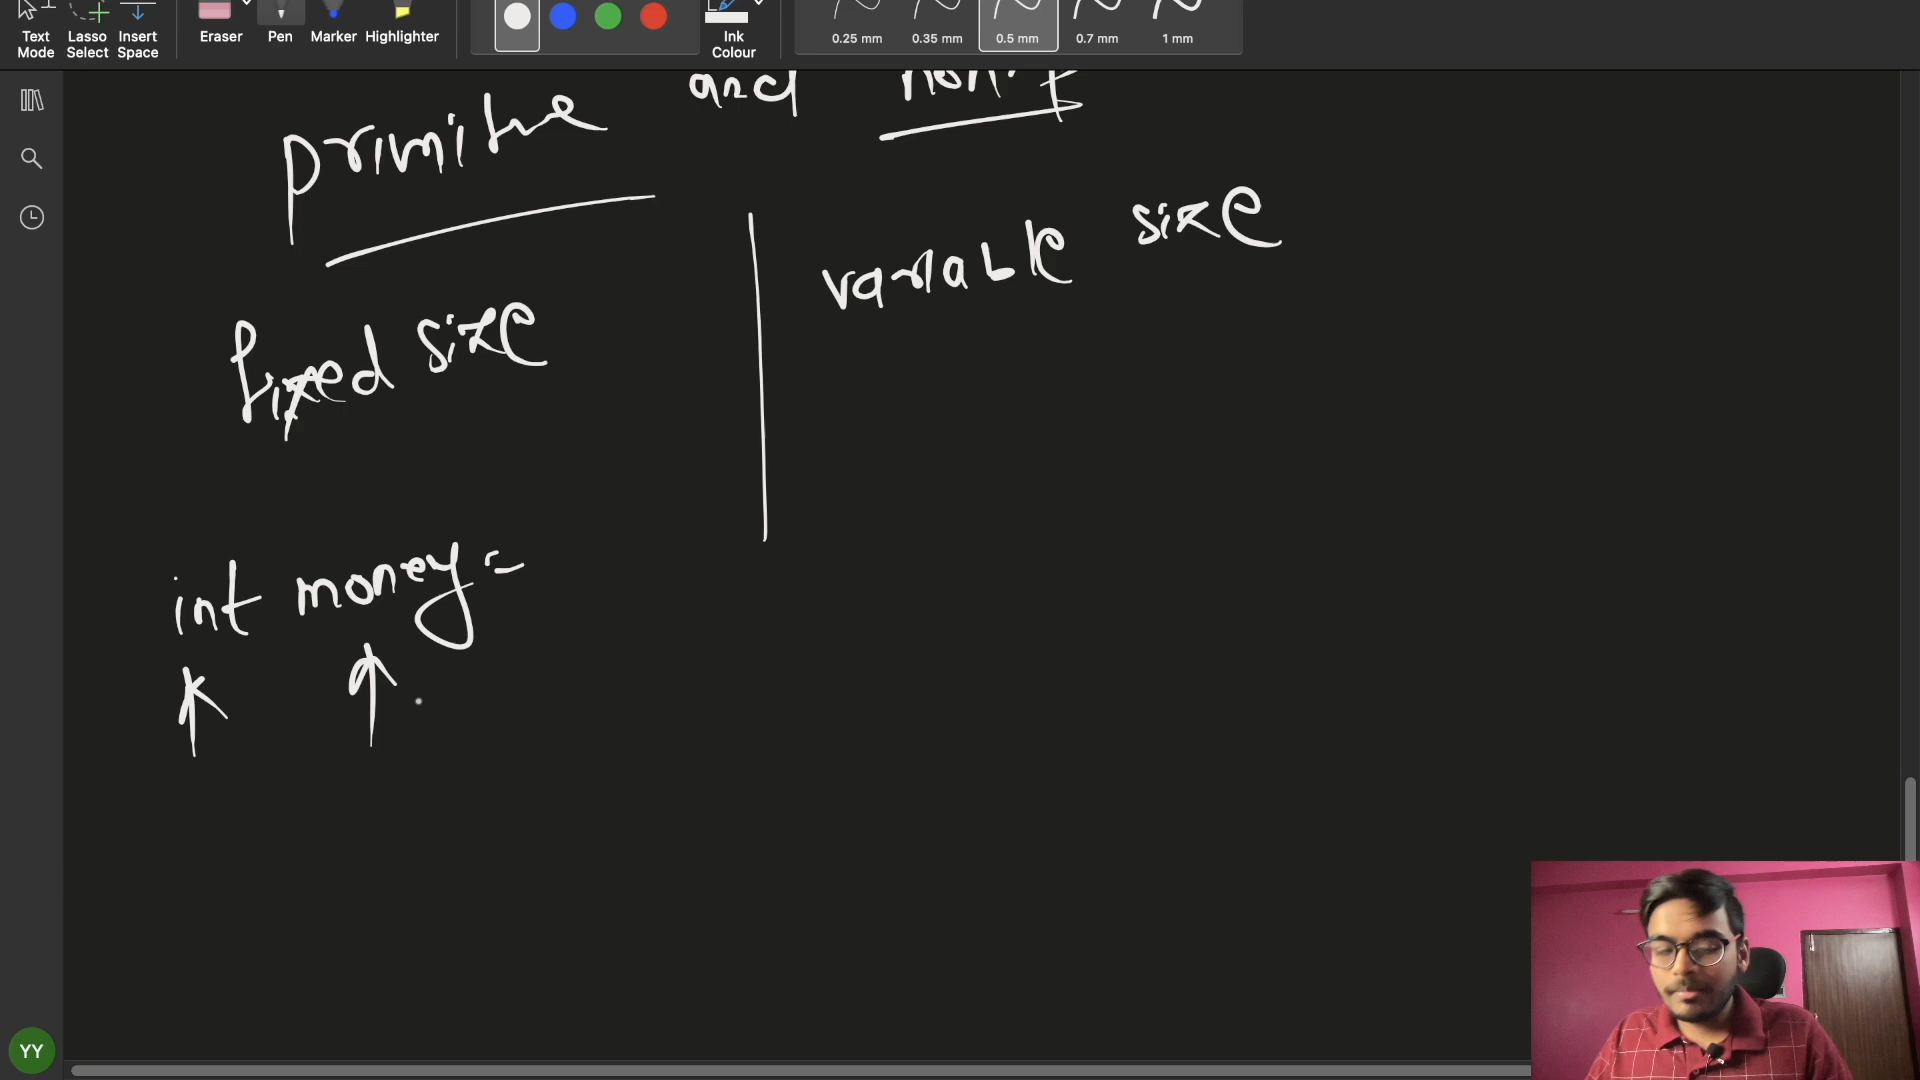 Text Mode
Lasso Select
Insert Space
Eraser
Pen
Marker
Highlighter
Ink Colour
0.25 mm
0.35 mm
0.5 mm
0.7 mm
1 mm
primitive and non-p
fixed size
variable size
int money =
YY